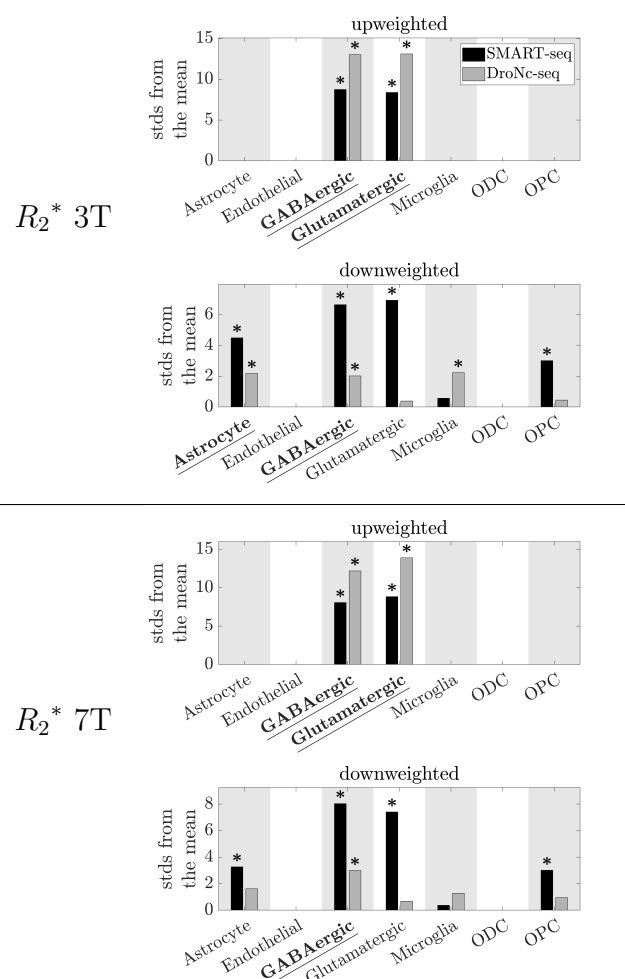 upweighted
15
10
5
0
stds from
the mean
SMART-seq
DroNc-seq
* * * *
Astrocyte Endothelial GABAergic Glutamatergic Microglia ODC OPC
R₂* 3T
downweighted
6
4
2
0
stds from
the mean
* * * * * * *
Astrocyte Endothelial GABAergic Glutamatergic Microglia ODC OPC
upweighted
15
10
5
0
stds from
the mean
* * * *
Astrocyte Endothelial GABAergic Glutamatergic Microglia ODC OPC
R₂* 7T
downweighted
8
6
4
2
0
stds from
the mean
* * * * *
Astrocyte Endothelial GABAergic Glutamatergic Microglia ODC OPC